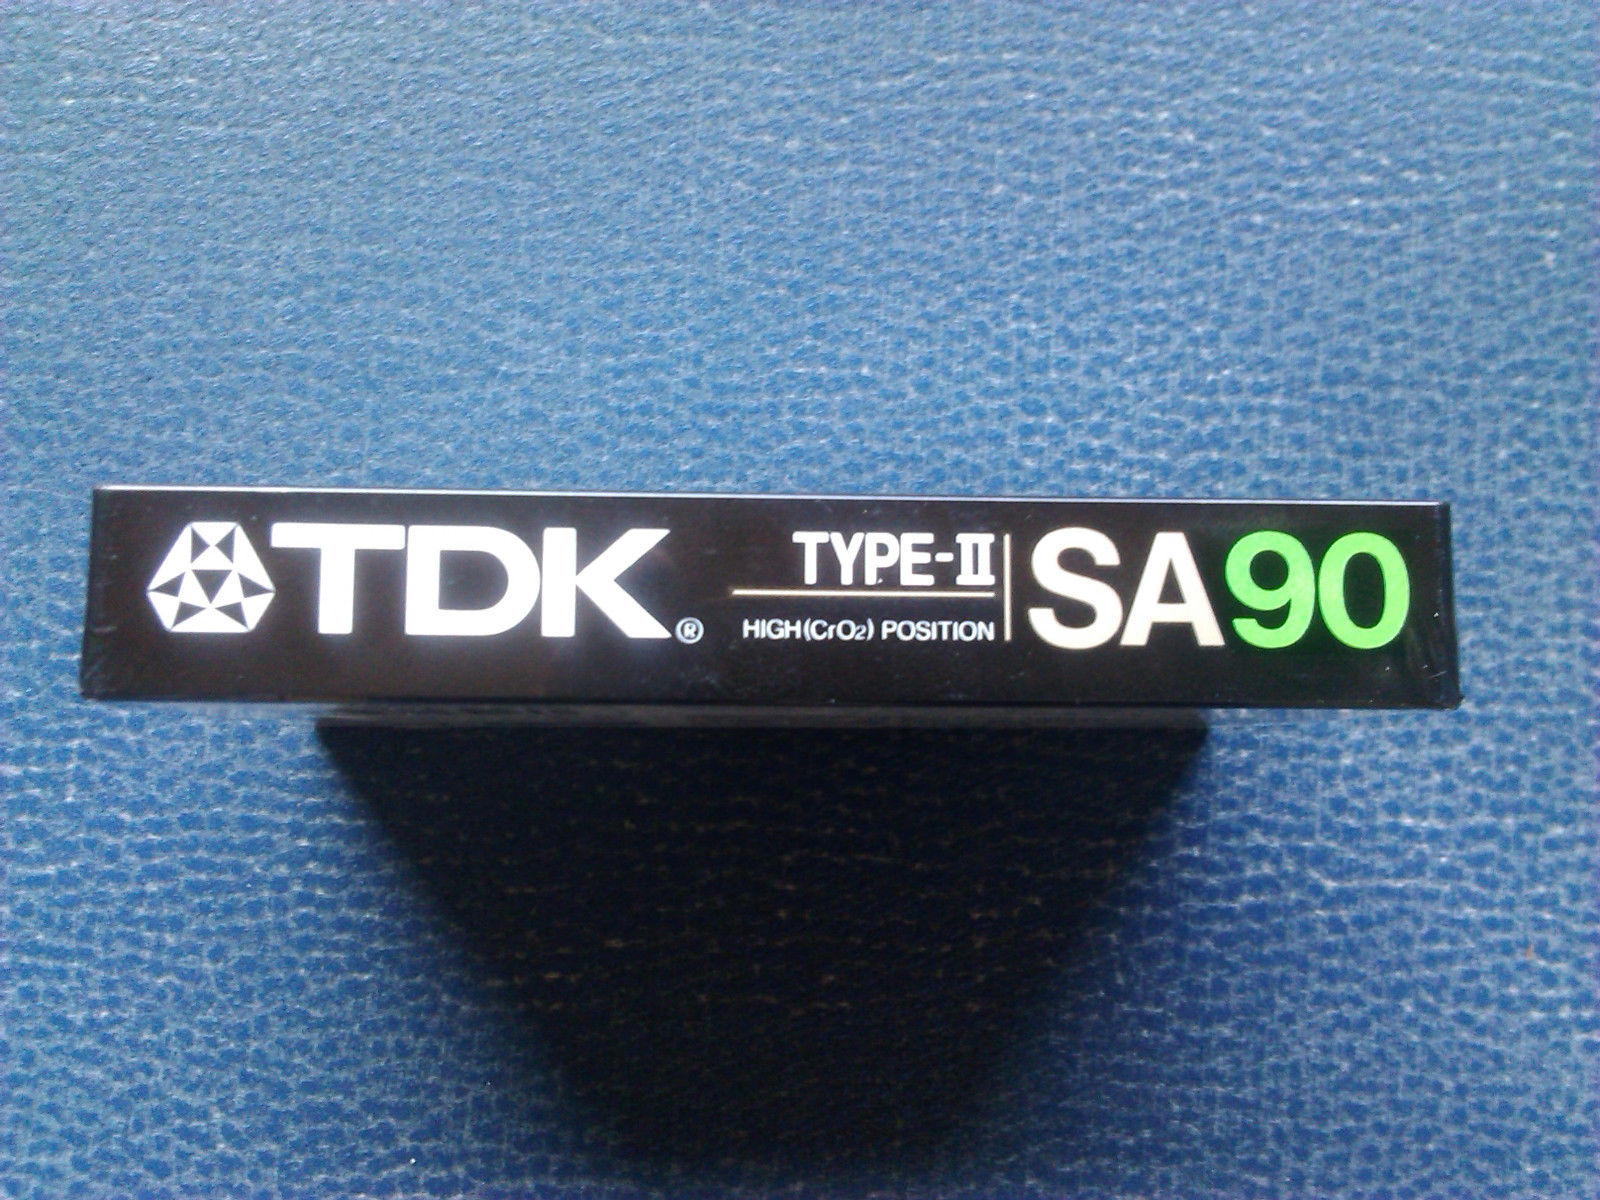 TDK®
TYPE-II
HIGH (CrO2) POSITION
SA90